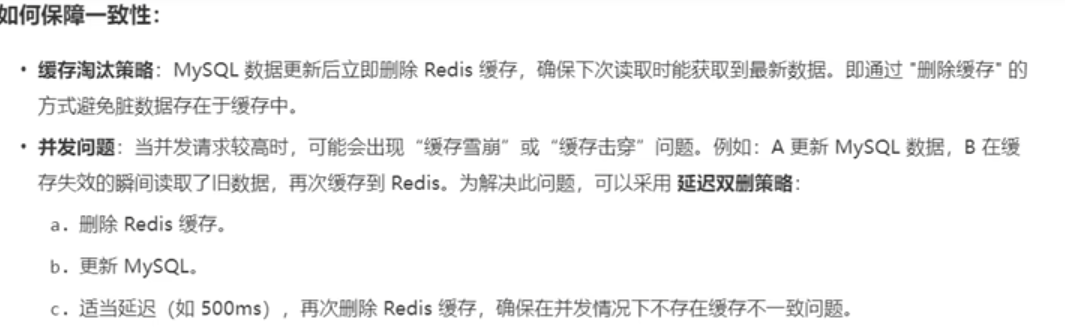 如何保障一致性：
• 缓存淘汰策略：MySQL 数据更新后立即删除 Redis 缓存，确保下次读取时能获取到最新数据。即通过 "删除缓存" 的
方式避免脏数据存在于缓存中。
• 并发问题：当并发请求较高时，可能会出现“缓存雪崩”或“缓存击穿”问题。例如：A 更新 MySQL 数据，B 在缓
存失效的瞬间读取了旧数据，再次缓存到 Redis。为解决此问题，可以采用 延迟双删策略：
a. 删除 Redis 缓存。
b. 更新 MySQL。
c. 适当延迟（如 500ms），再次删除 Redis 缓存，确保在并发情况下不存在缓存不一致问题。